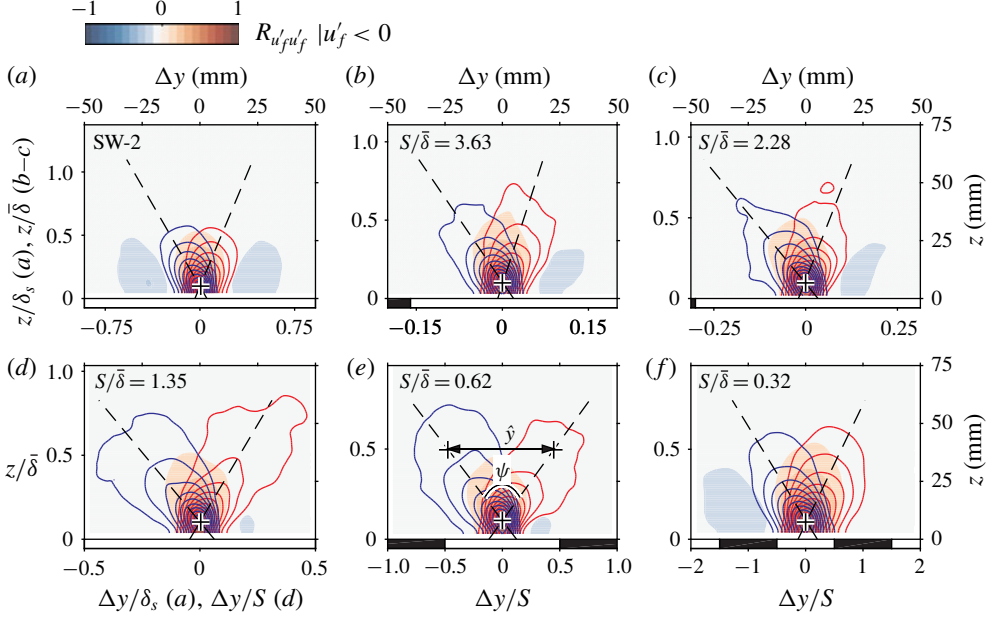 −1 0 1
R_{u′_f u′_f} | u′_f < 0
(a) Δy (mm) (b) Δy (mm) (c) Δy (mm)
−50 −25 0 25 50 −50 −25 0 25 50 −50 −25 0 25 50
SW-2 S/δ̄ = 3.63 S/δ̄ = 2.28
1.0 1.0 1.0 75
0.5 0.5 0.5 50
25
0 0 0 0
z/δ_s (a), z/δ̄ (b–c)
z (mm)
−0.75 0 0.75 −0.15 0 0.15 −0.25 0 0.25
(d) (e) (f)
S/δ̄ = 1.35 S/δ̄ = 0.62 S/δ̄ = 0.32
1.0 1.0 1.0 75
ŷ
50
0.5 0.5 0.5
ψ
25
0 0 0 0
z/δ̄
z (mm)
−0.5 0 0.5 −1.0 −0.5 0 0.5 1.0 −2 −1 0 1 2
Δy/δ_s (a), Δy/S (d) Δy/S Δy/S